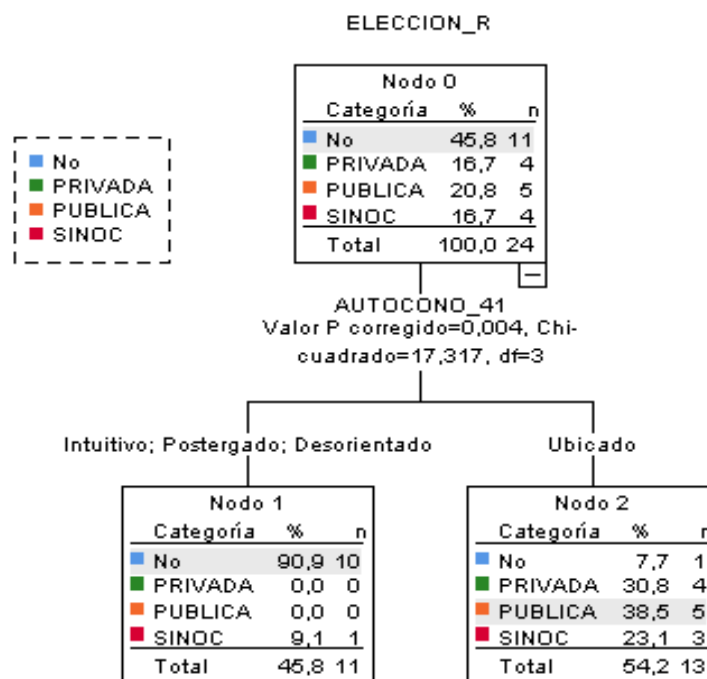 ELECCION_R
No
PRIVADA
PUBLICA
SINOC
Nodo 0
Categoría % n
No 45,8 11
PRIVADA 16,7 4
PUBLICA 20,8 5
SINOC 16,7 4
Total 100,0 24
AUTOCONO_41
Valor P corregido=0,004, Chi-
cuadrado=17,317, df=3
Intuitivo; Postergado; Desorientado
Ubicado
Nodo 1
Categoría % n
No 90,9 10
PRIVADA 0,0 0
PUBLICA 0,0 0
SINOC 9,1 1
Total 45,8 11
Nodo 2
Categoría % n
No 7,7 1
PRIVADA 30,8 4
PUBLICA 38,5 5
SINOC 23,1 3
Total 54,2 13